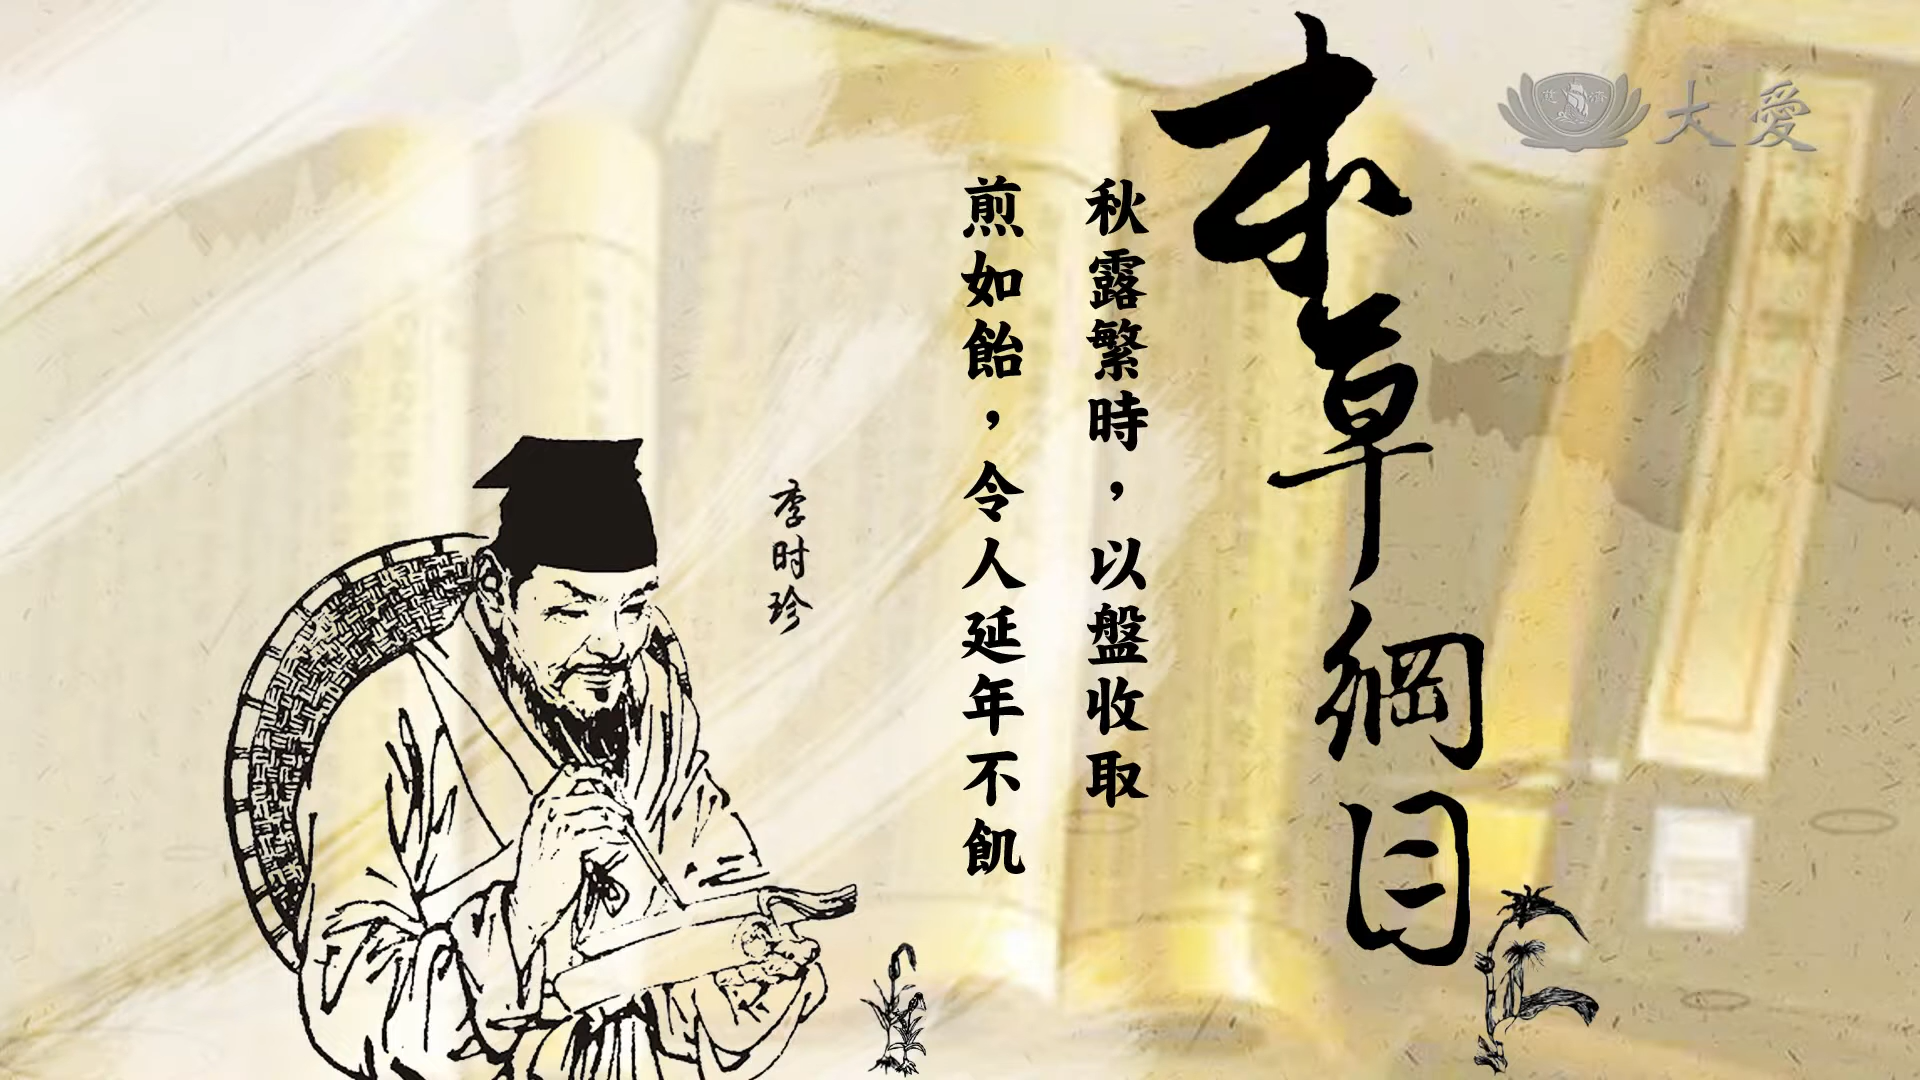 本草綱目
秋露繁時，以盤收取
煎如飴，令人延年不飢
李时珍
大愛